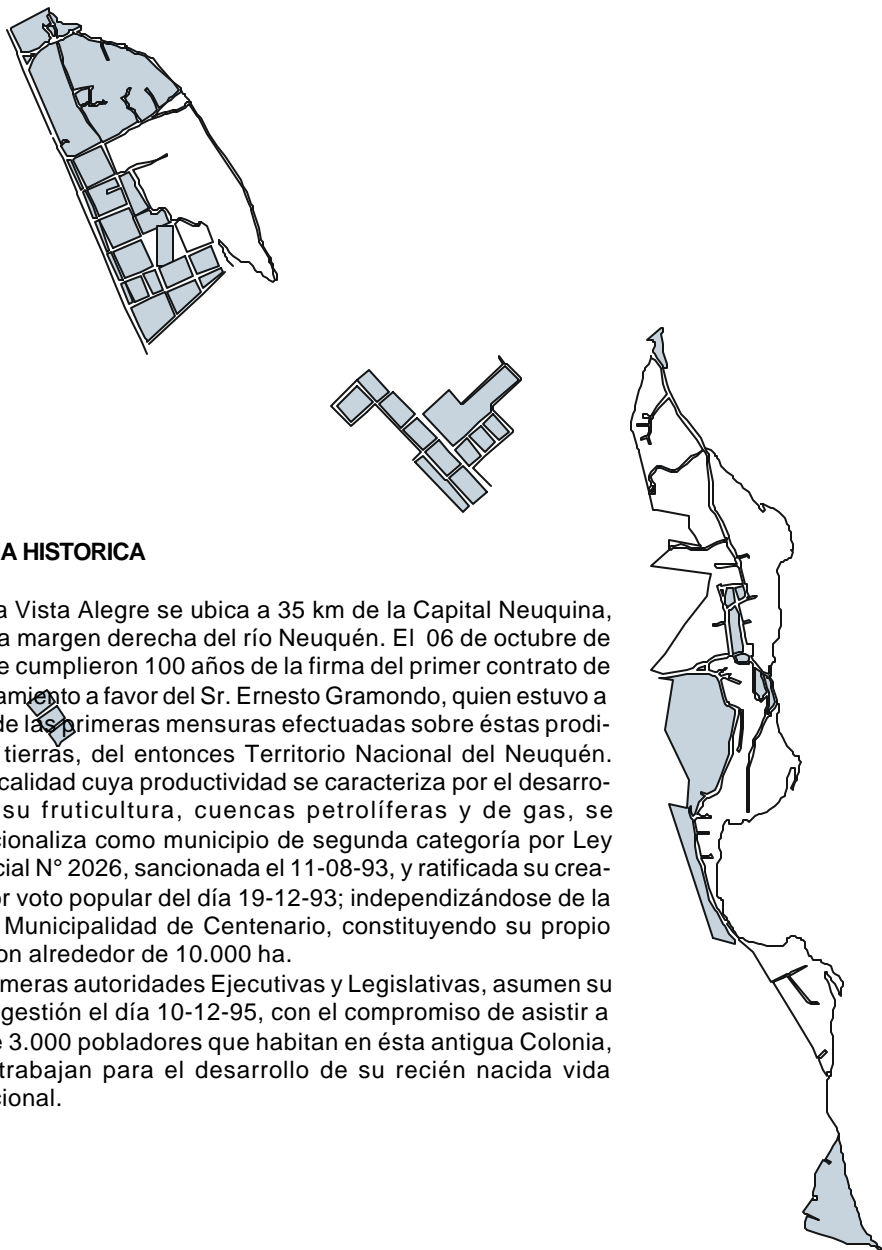 A HISTORICA
a Vista Alegre se ubica a 35 km de la Capital Neuquina,
a margen derecha del río Neuquén. El 06 de octubre de
e cumplieron 100 años de la firma del primer contrato de
amiento a favor del Sr. Ernesto Gramondo, quien estuvo a
de las primeras mensuras efectuadas sobre éstas prodi-
tierras, del entonces Territorio Nacional del Neuquén.
calidad cuya productividad se caracteriza por el desarro-
su fruticultura, cuencas petrolíferas y de gas, se
cionaliza como municipio de segunda categoría por Ley
cial N° 2026, sancionada el 11-08-93, y ratificada su crea-
or voto popular del día 19-12-93; independizándose de la
Municipalidad de Centenario, constituyendo su propio
on alrededor de 10.000 ha.
meras autoridades Ejecutivas y Legislativas, asumen su
gestión el día 10-12-95, con el compromiso de asistir a
e 3.000 pobladores que habitan en ésta antigua Colonia,
trabajan para el desarrollo de su recién nacida vida
cional.